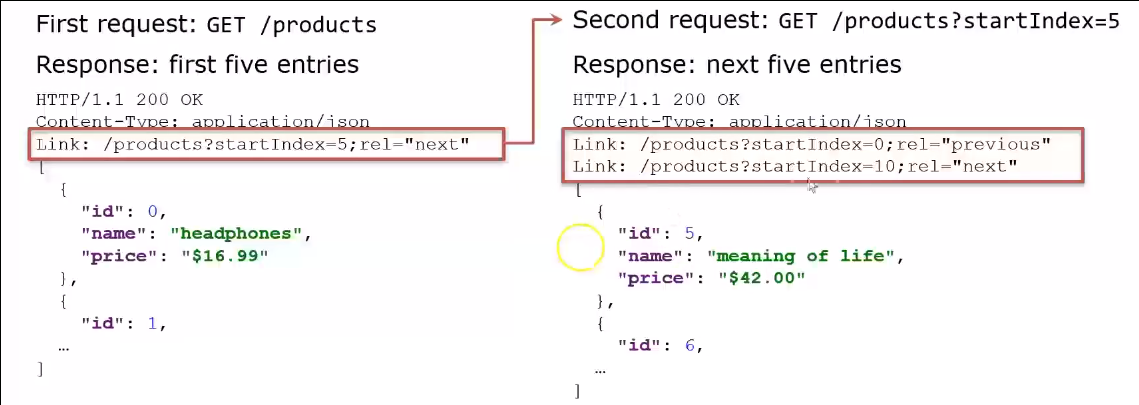 First request: GET /products
Response: first five entries
HTTP/1.1 200 OK
Content-Type: application/json
Link: /products?startIndex=5;rel="next"
[
{
"id": 0,
"name": "headphones",
"price": "$16.99"
},
{
"id": 1,
…
]
Second request: GET /products?startIndex=5
Response: next five entries
HTTP/1.1 200 OK
Content-Type: application/json
Link: /products?startIndex=0;rel="previous"
Link: /products?startIndex=10;rel="next"
[
{
"id": 5,
"name": "meaning of life",
"price": "$42.00"
},
{
"id": 6,
…
]